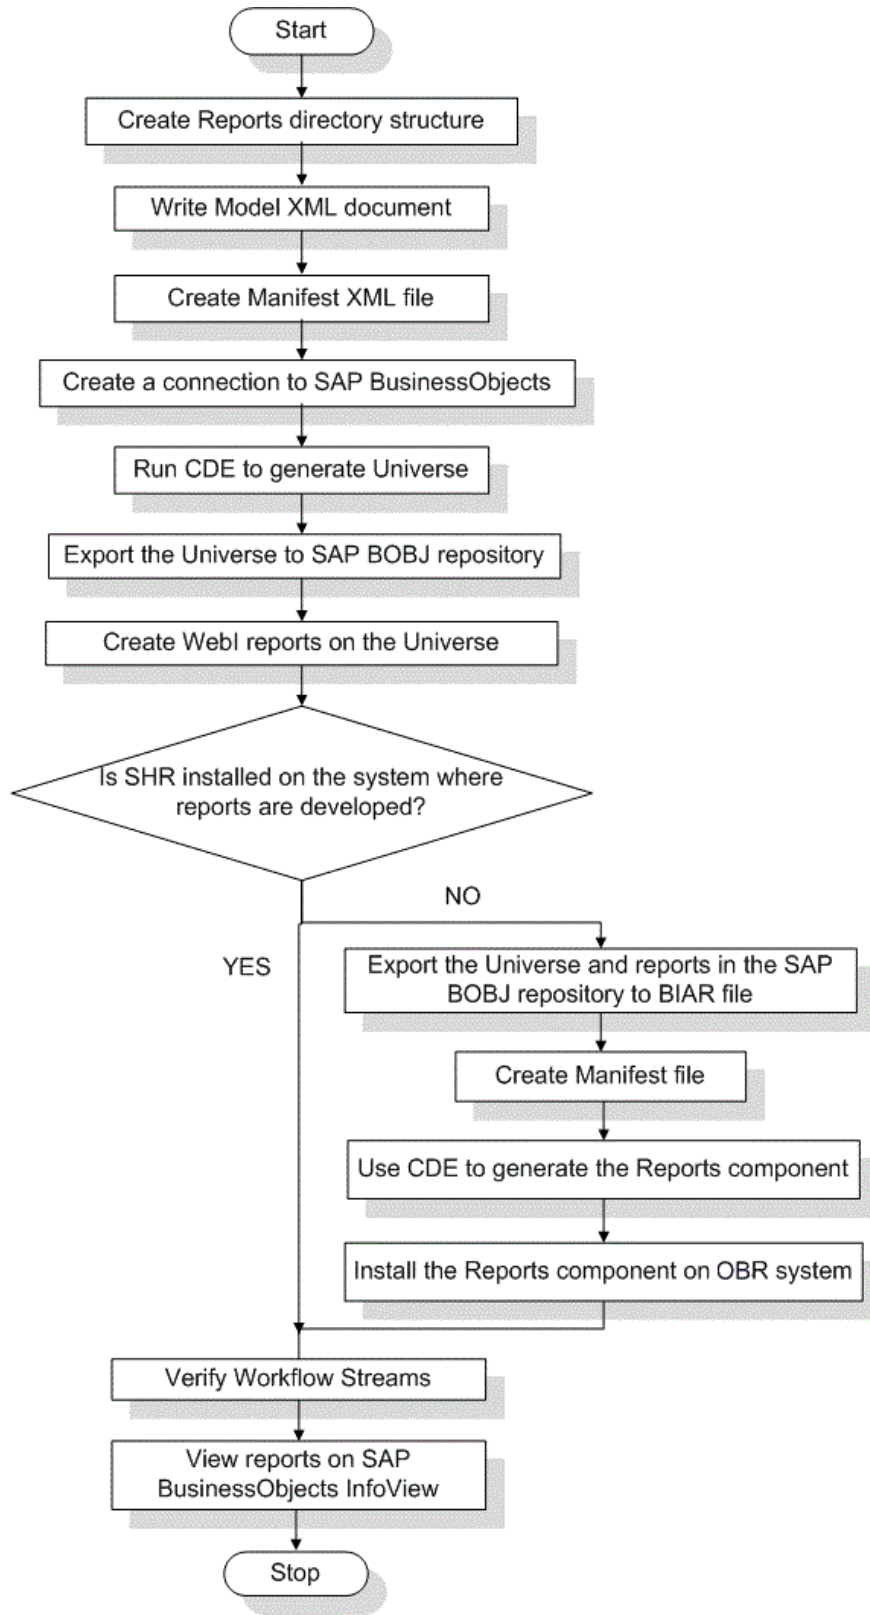 Start
Create Reports directory structure
Write Model XML document
Create Manifest XML file
Create a connection to SAP BusinessObjects
Run CDE to generate Universe
Export the Universe to SAP BOBJ repository
Create WebI reports on the Universe
Is SHR installed on the system where
reports are developed?
NO
YES
Export the Universe and reports in the SAP
BOBJ repository to BIAR file
Create Manifest file
Use CDE to generate the Reports component
Install the Reports component on OBR system
Verify Workflow Streams
View reports on SAP
BusinessObjects InfoView
Stop